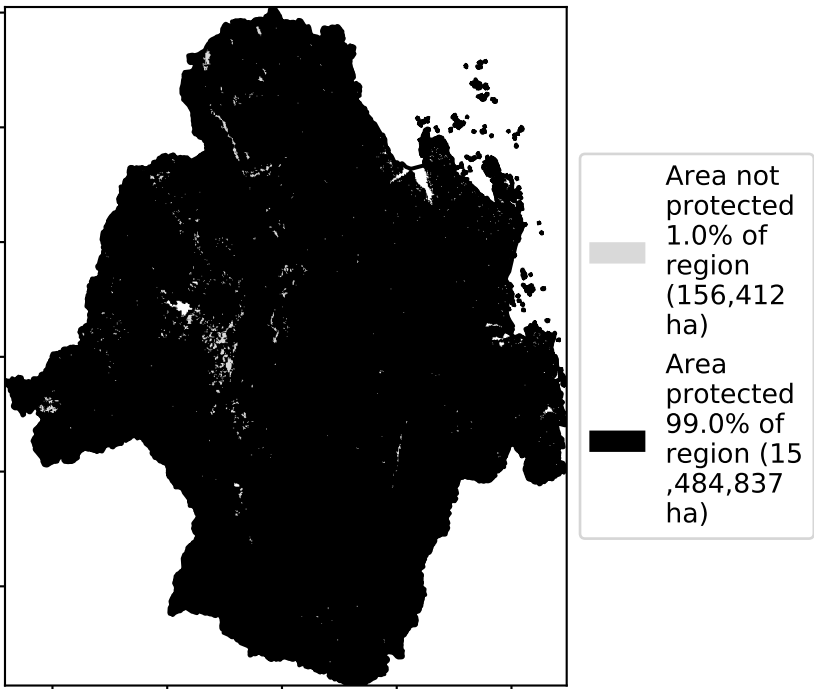 Area not
protected
1.0% of
region
(156,412
ha)
Area
protected
99.0% of
region (15
,484,837
ha)